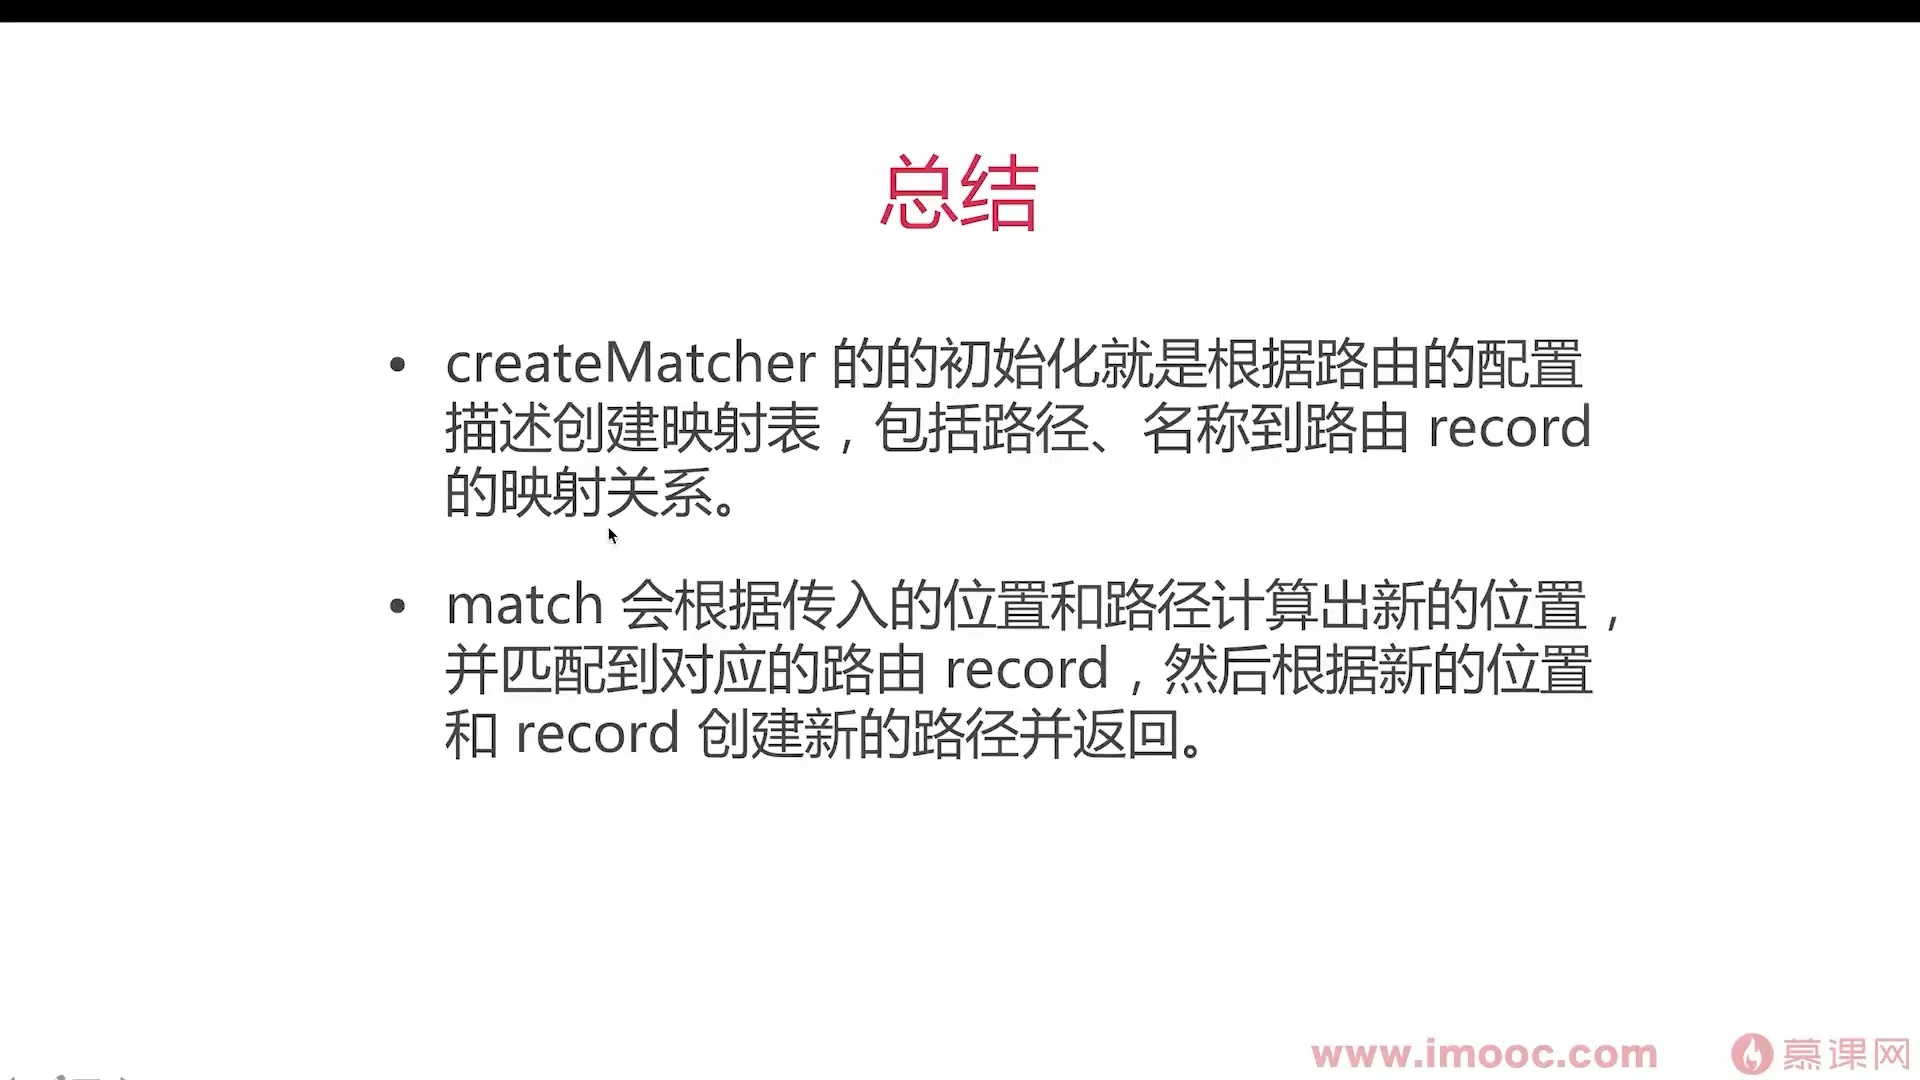 总结
• createMatcher 的的初始化就是根据路由的配置
描述创建映射表，包括路径、名称到路由 record
的映射关系。
• match 会根据传入的位置和路径计算出新的位置，
并匹配到对应的路由 record，然后根据新的位置
和 record 创建新的路径并返回。
www.imooc.com 慕课网